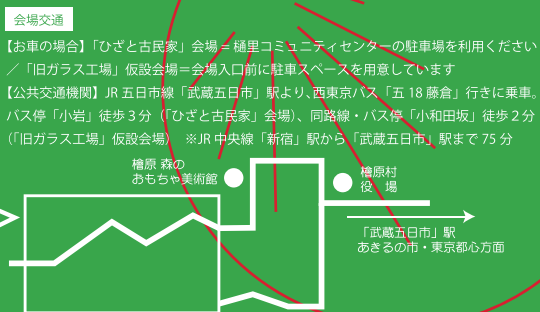 会場交通
【お車の場合】「ひざと古民家」会場 = 樋里コミュニティセンターの駐車場を利用ください
／「旧ガラス工場」仮設会場＝会場入口前に駐車スペースを用意しています
【公共交通機関】JR 五日市線「武蔵五日市」駅より、西東京バス「五 18 藤倉」行きに乗車。
バス停「小岩」徒歩 3 分（「ひざと古民家」会場）、同路線・バス停「小和田坂」徒歩 2 分
（「旧ガラス工場」仮設会場） ※JR 中央線「新宿」駅から「武蔵五日市」駅まで 75 分
檜原 森の
おもちゃ美術館
檜原村
役　場
「武蔵五日市」駅
あきるの市・東京都心方面